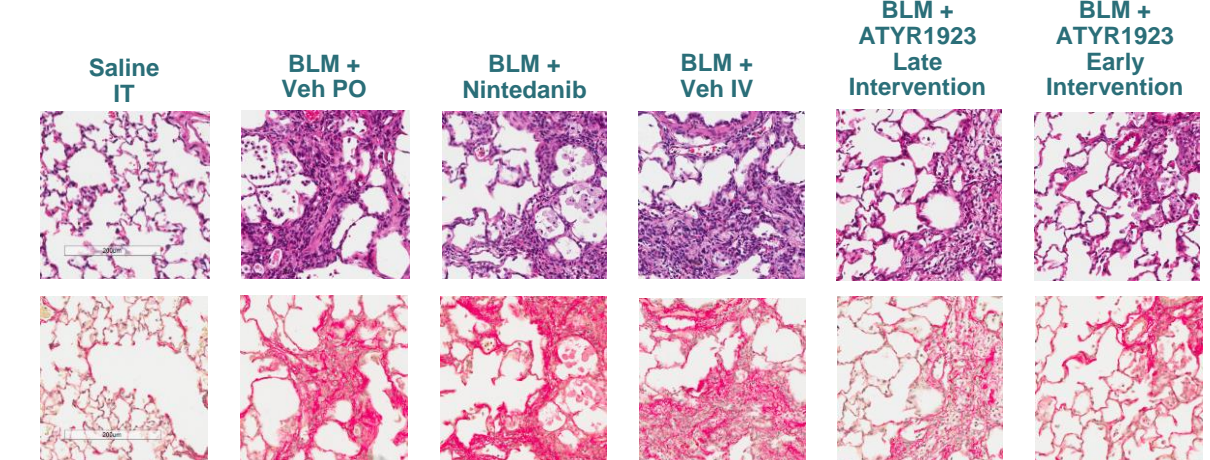 Saline
IT
BLM +
Veh PO
BLM +
Nintedanib
BLM +
Veh IV
BLM +
ATYR1923
Late
Intervention
BLM +
ATYR1923
Early
Intervention
200um
200um